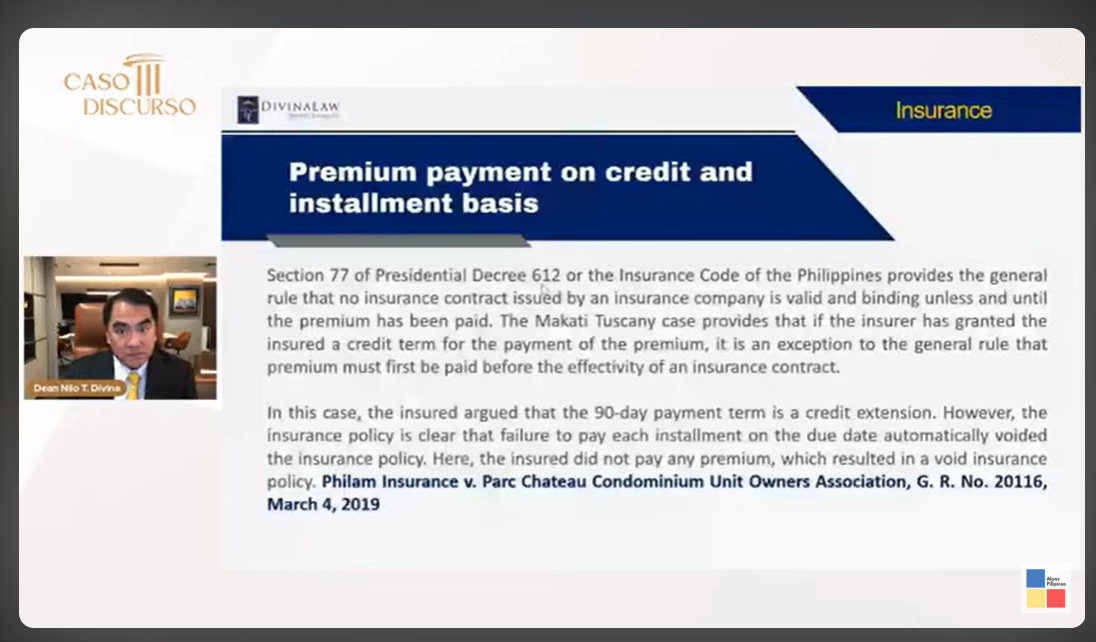 CASO
DISCURSO
DIVINALAW
Insurance
Premium payment on credit and
installment basis
Section 77 of Presidential Decree 612 or the Insurance Code of the Philippines provides the general
rule that no insurance contract issued by an insurance company is valid and binding unless and until
the premium has been paid. The Makati Tuscany case provides that if the insurer has granted the
insured a credit term for the payment of the premium, it is an exception to the general rule that
premium must first be paid before the effectivity of an insurance contract.
In this case, the insured argued that the 90-day payment term is a credit extension. However, the
insurance policy is clear that failure to pay each installment on the due date automatically voided
the insurance policy. Here, the insured did not pay any premium, which resulted in a void insurance
policy. Philam Insurance v. Parc Chateau Condominium Unit Owners Association, G. R. No. 20116,
March 4, 2019
Dean Nilo T. Divina
Alpas
Pilipinas